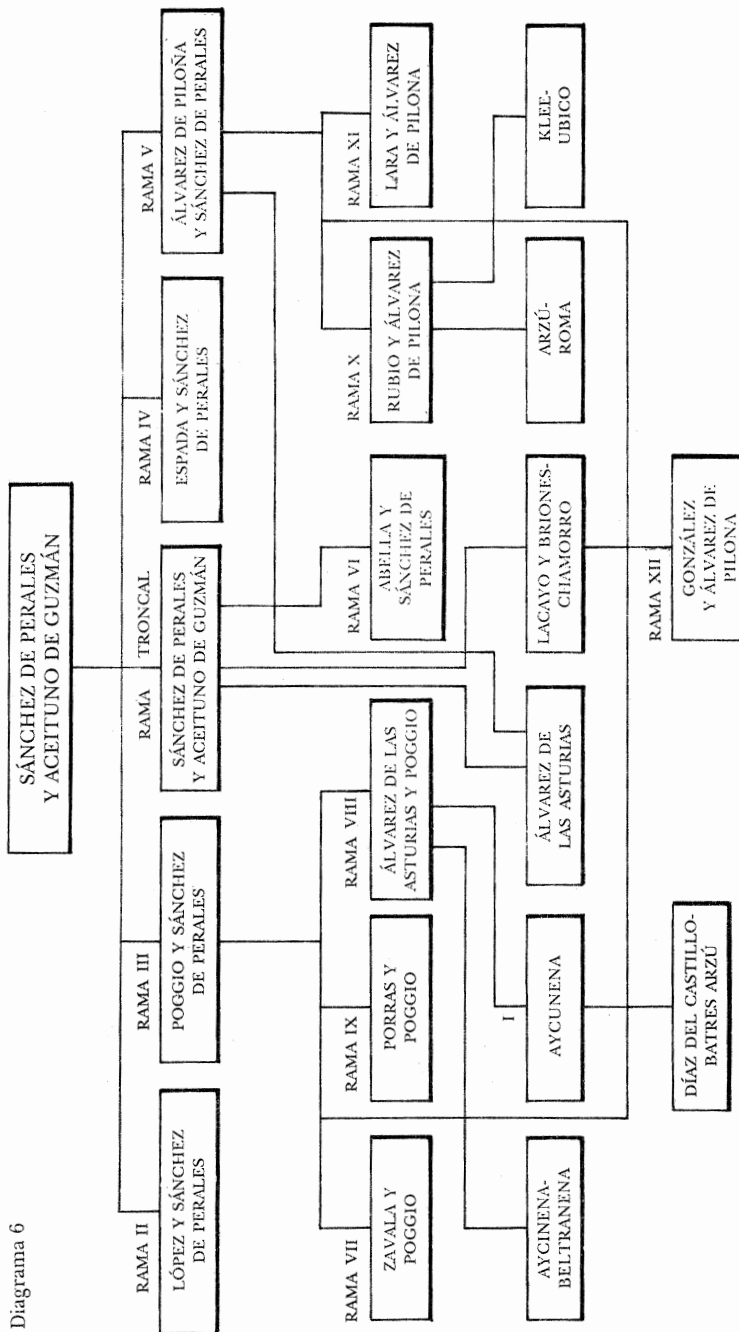 Diagrama 6
SÁNCHEZ DE PERALES
Y ACEITUNO DE GUZMÁN
RAMA II
LÓPEZ Y SÁNCHEZ
DE PERALES
RAMA III
POGGIO Y SÁNCHEZ
DE PERALES
RAMA TRONCAL
SÁNCHEZ DE PERALES
Y ACEITUNO DE GUZMÁN
RAMA IV
ESPADA Y SÁNCHEZ
DE PERALES
RAMA V
ÁLVAREZ DE PILOÑA
Y SÁNCHEZ DE PERALES
RAMA VII
ZAVALA Y
POGGIO
RAMA IX
PORRAS Y
POGGIO
RAMA VIII
ÁLVAREZ DE LAS
ASTURIAS Y POGGIO
RAMA VI
ABELLA Y
SÁNCHEZ DE
PERALES
RAMA X
RUBIO Y ÁLVAREZ
DE PILONA
RAMA XI
LARA Y ÁLVAREZ
DE PILONA
AYCINENA-
BELTRANENA
I
AYCUNENA
ÁLVAREZ DE
LAS ASTURIAS
LACAYO Y BRIONES-
CHAMORRO
ARZÚ-
ROMA
KLEE-
UBICO
DÍAZ DEL CASTILLO-
BATRES ARZÚ
RAMA XII
GONZÁLEZ
Y ÁLVAREZ DE
PILONA